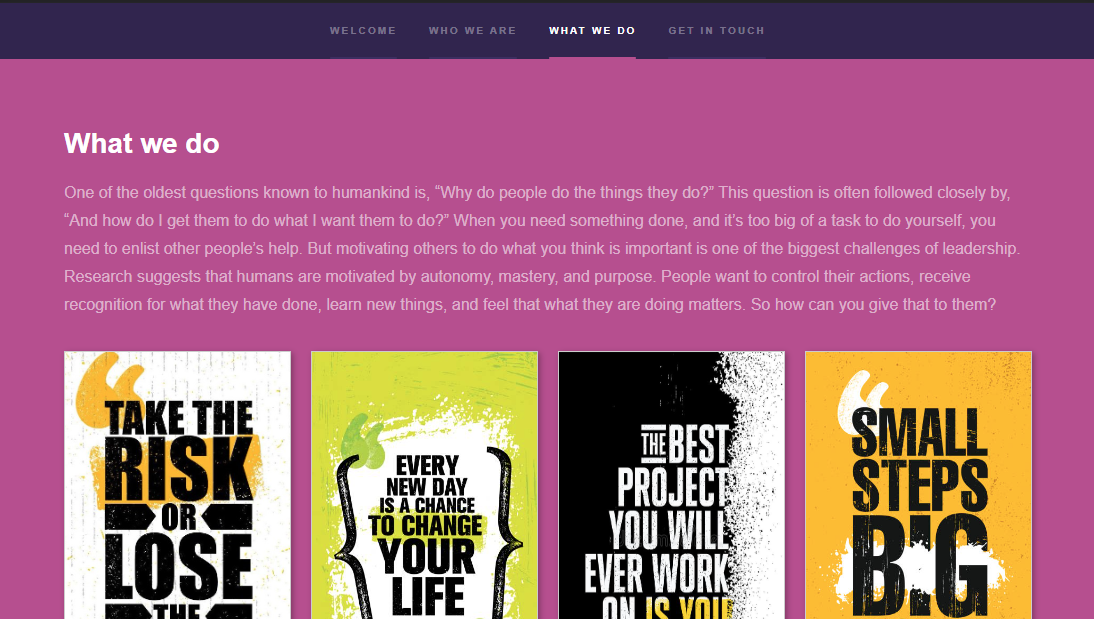 WELCOME WHO WE ARE WHAT WE DO GET IN TOUCH
What we do
One of the oldest questions known to humankind is, “Why do people do the things they do?” This question is often followed closely by,
“And how do I get them to do what I want them to do?” When you need something done, and it’s too big of a task to do yourself, you
need to enlist other people’s help. But motivating others to do what you think is important is one of the biggest challenges of leadership.
Research suggests that humans are motivated by autonomy, mastery, and purpose. People want to control their actions, receive
recognition for what they have done, learn new things, and feel that what they are doing matters. So how can you give that to them?
TAKE THE
RISK
OR
LOSE
THE
EVERY
NEW DAY
IS A CHANCE
TO CHANGE
YOUR
LIFE
THE BEST
PROJECT
YOU WILL
EVER WORK
ON IS YOU
SMALL
STEPS
BIG